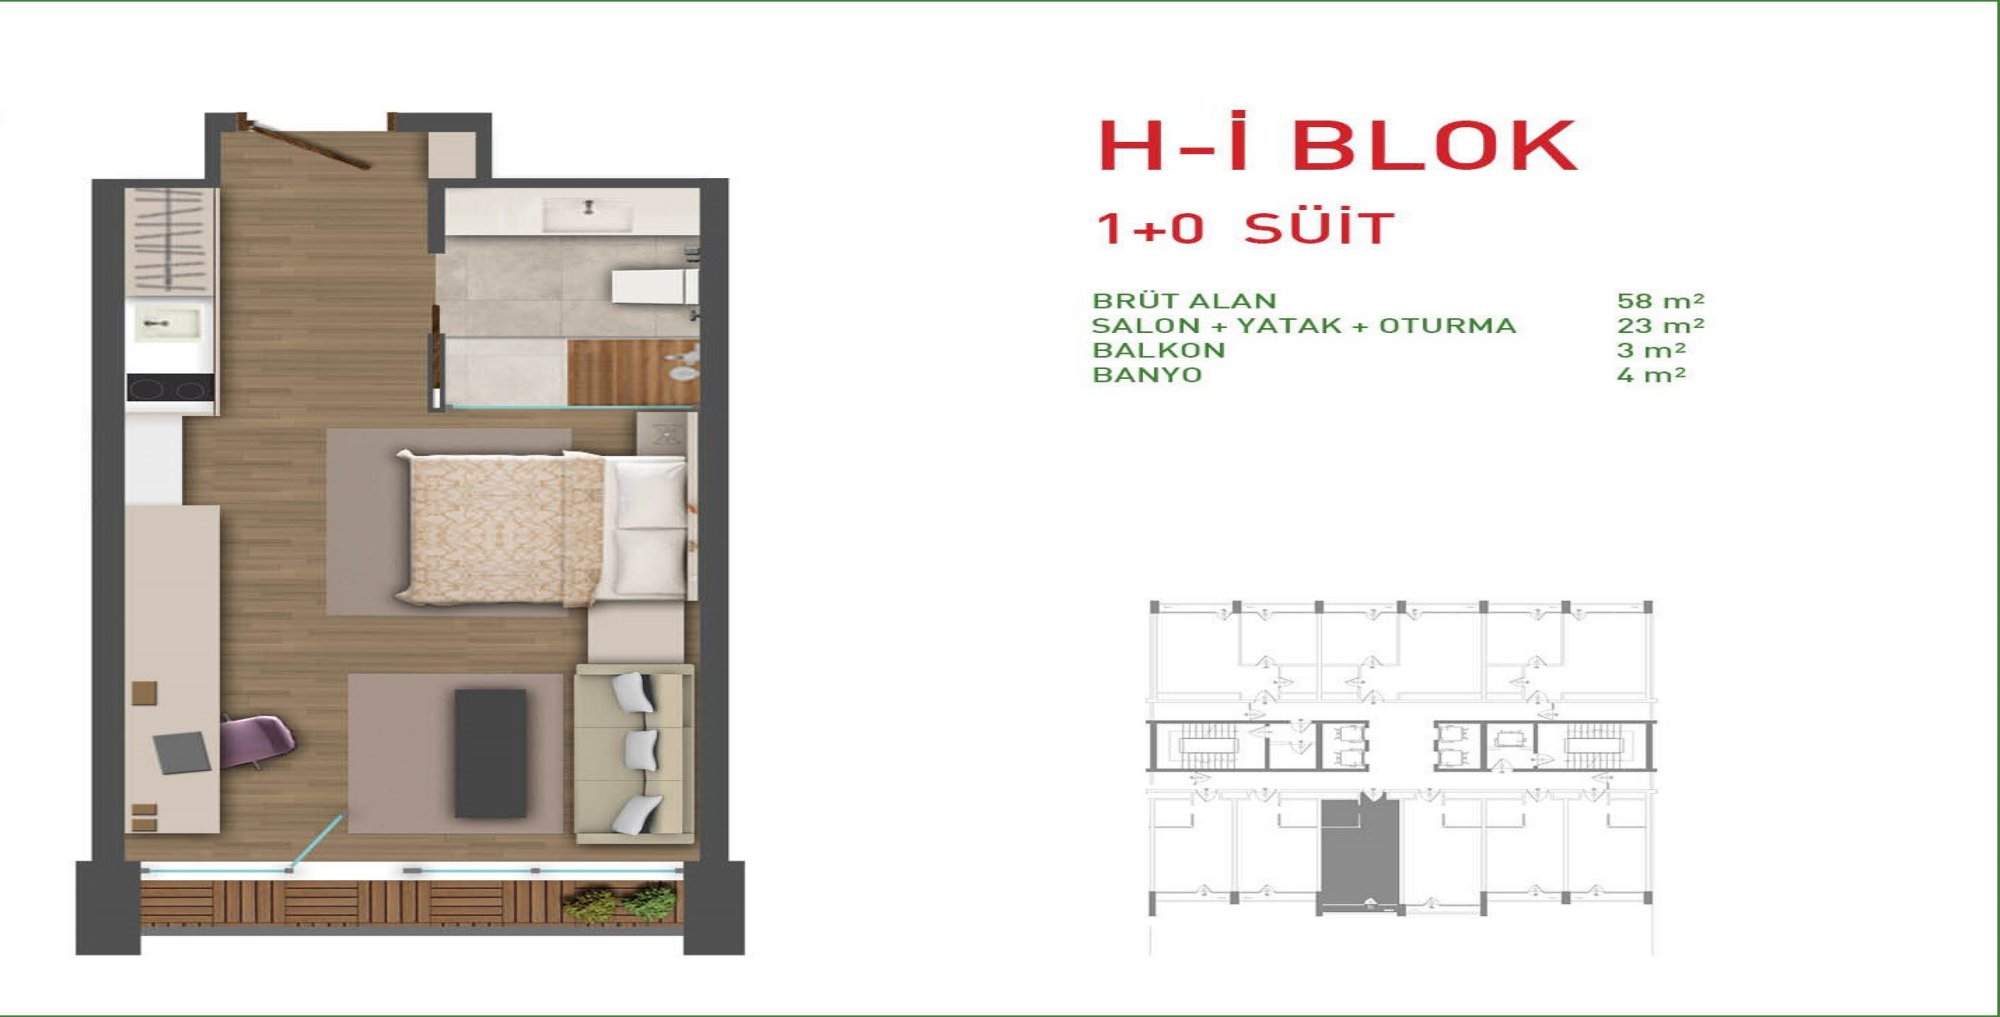 H-İ BLOK
1+0 SÜİT
BRÜT ALAN 58 m²
SALON + YATAK + OTURMA 23 m²
BALKON 3 m²
BANYO 4 m²